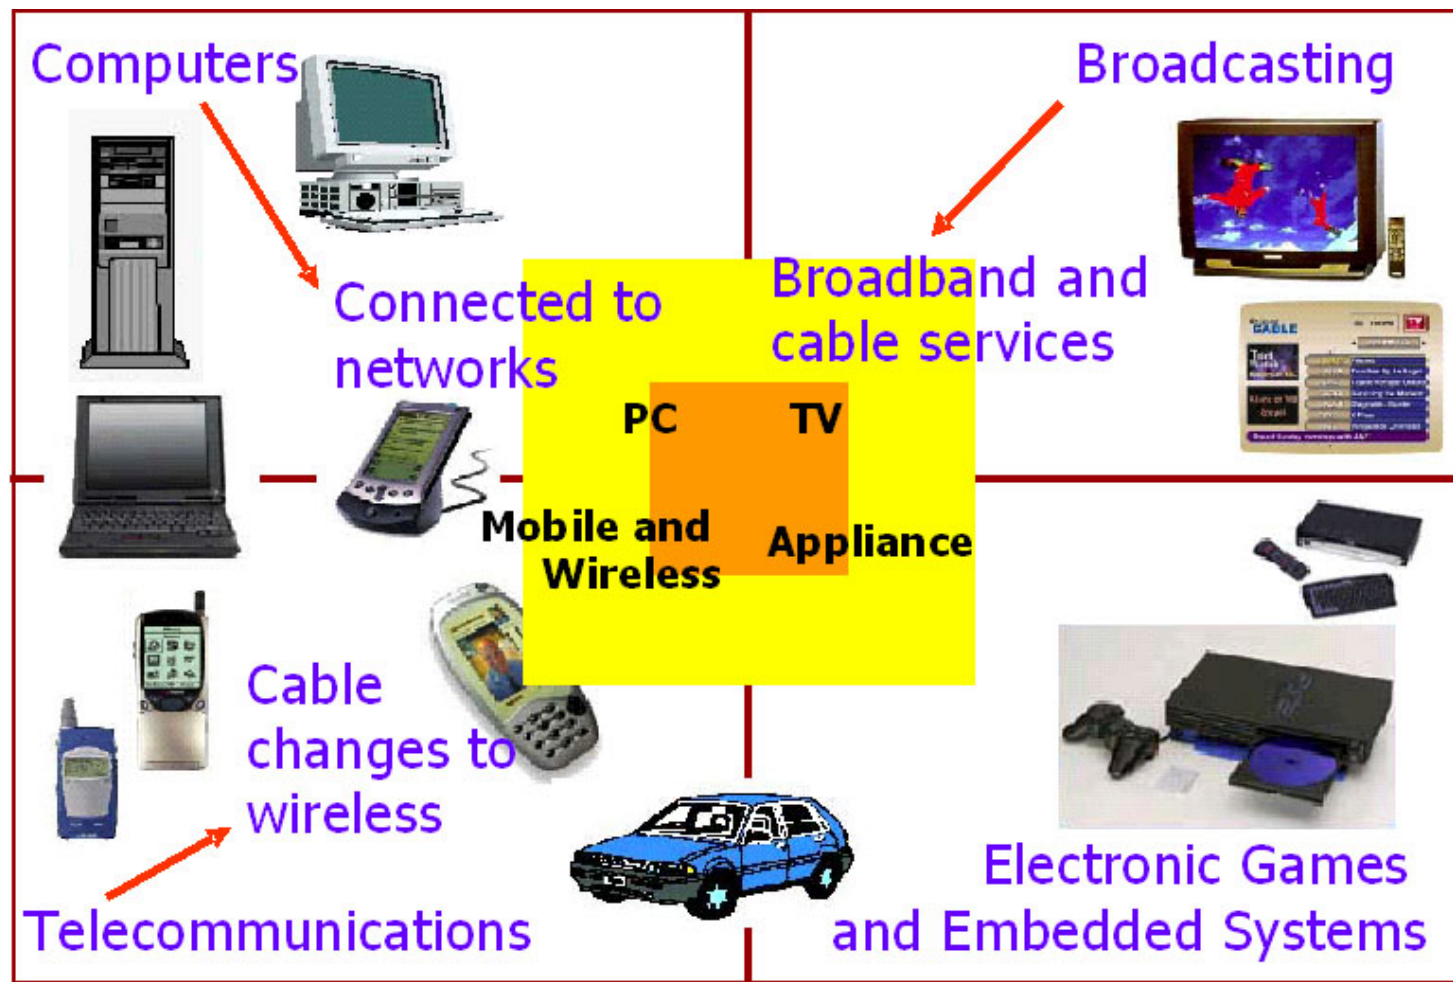 Computers
Broadcasting
Connected to
networks
Broadband and
cable services
CABLE
PC
TV
Mobile and
Wireless
Appliance
Cable
changes to
wireless
Telecommunications
Electronic Games
and Embedded Systems